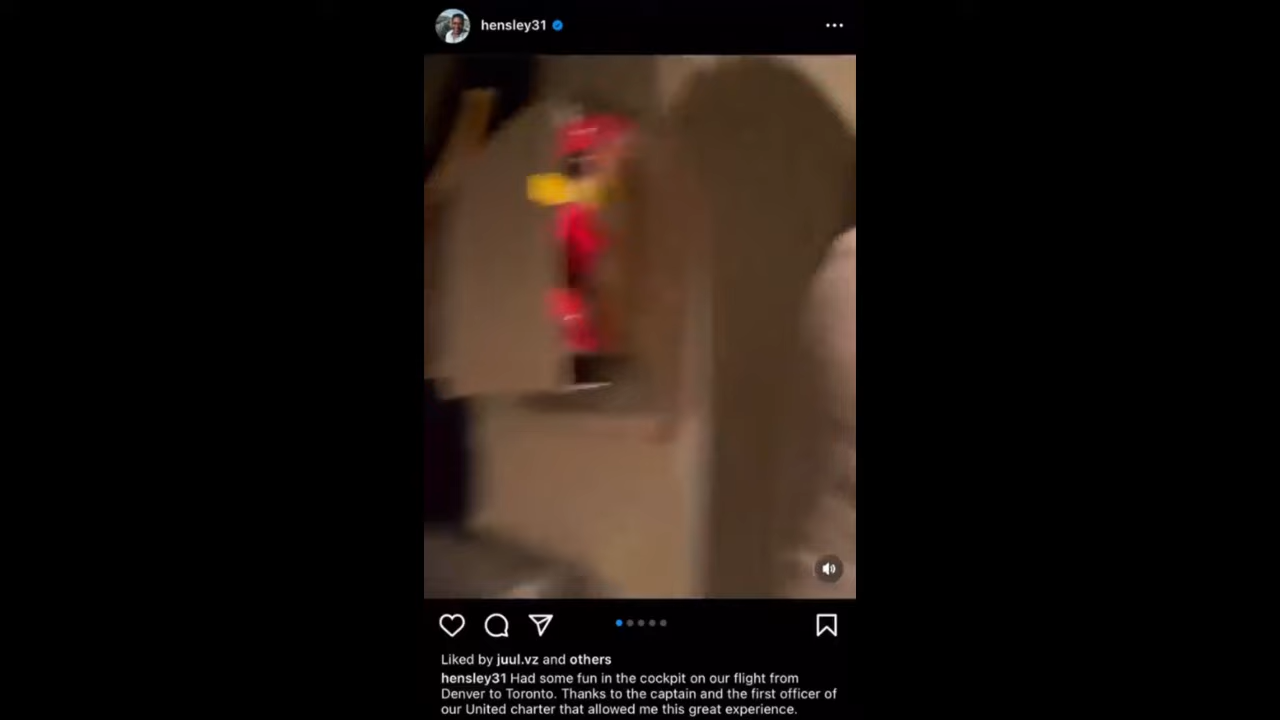 hensley31
Liked by juul.vz and others
hensley31 Had some fun in the cockpit on our flight from
Denver to Toronto. Thanks to the captain and the first officer of
our United charter that allowed me this great experience.